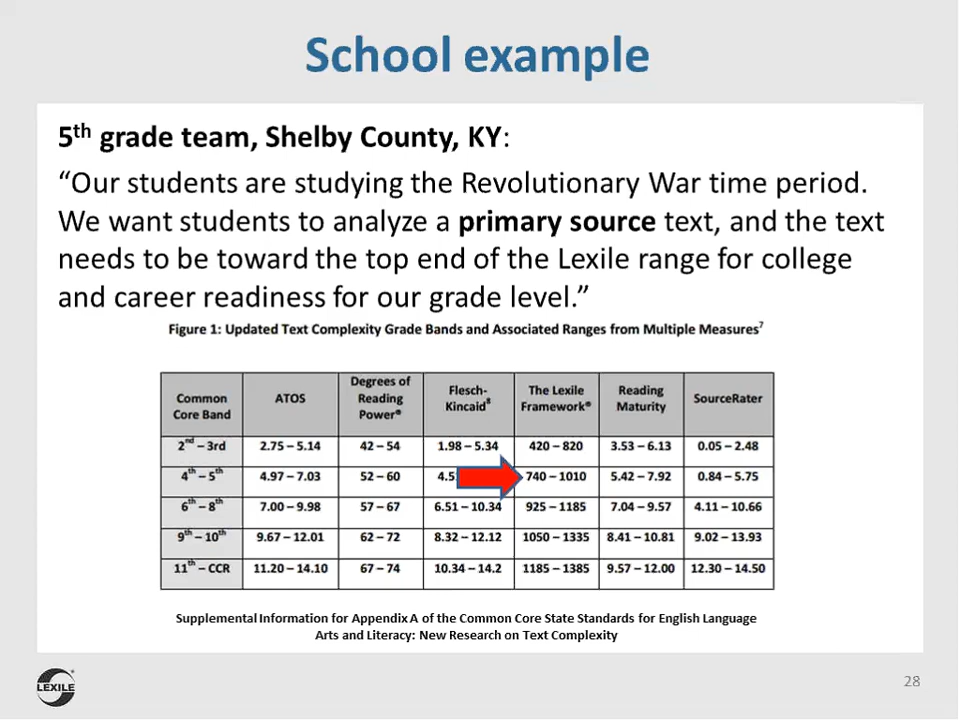 School example
5th grade team, Shelby County, KY:
“Our students are studying the Revolutionary War time period.
We want students to analyze a primary source text, and the text
needs to be toward the top end of the Lexile range for college
and career readiness for our grade level.”
Figure 1: Updated Text Complexity Grade Bands and Associated Ranges from Multiple Measures7
Common Core Band ATOS Degrees of Reading Power® Flesch-Kincaid8 The Lexile Framework® Reading Maturity SourceRater
2nd – 3rd 2.75 – 5.14 42 – 54 1.98 – 5.34 420 – 820 3.53 – 6.13 0.05 – 2.48
4th – 5th 4.97 – 7.03 52 – 60 4.5 740 – 1010 5.42 – 7.92 0.84 – 5.75
6th – 8th 7.00 – 9.98 57 – 67 6.51 – 10.34 925 – 1185 7.04 – 9.57 4.11 – 10.66
9th – 10th 9.67 – 12.01 62 – 72 8.32 – 12.12 1050 – 1335 8.41 – 10.81 9.02 – 13.93
11th – CCR 11.20 – 14.10 67 – 74 10.34 – 14.2 1185 – 1385 9.57 – 12.00 12.30 – 14.50
Supplemental Information for Appendix A of the Common Core State Standards for English Language
Arts and Literacy: New Research on Text Complexity
LEXILE
28